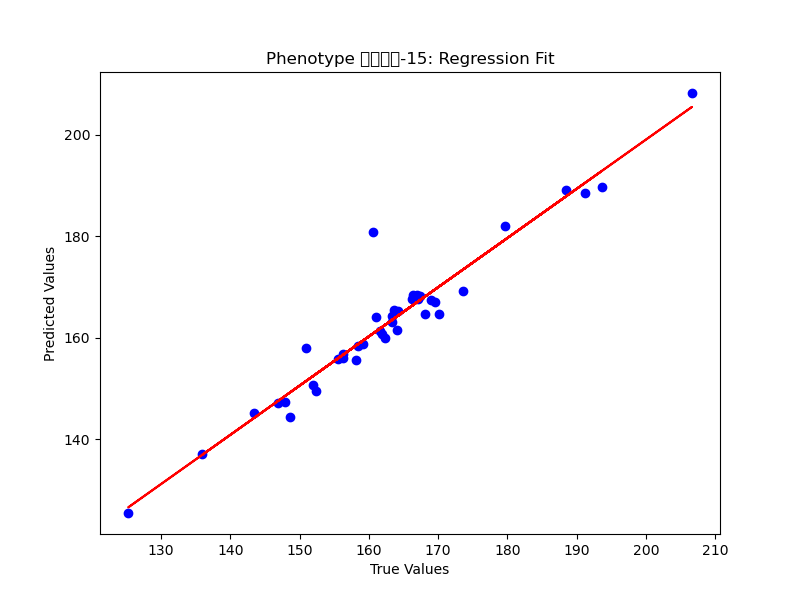 Phenotype -15: Regression Fit
Predicted Values
200
180
160
140
130 140 150 160 170 180 190 200 210
True Values